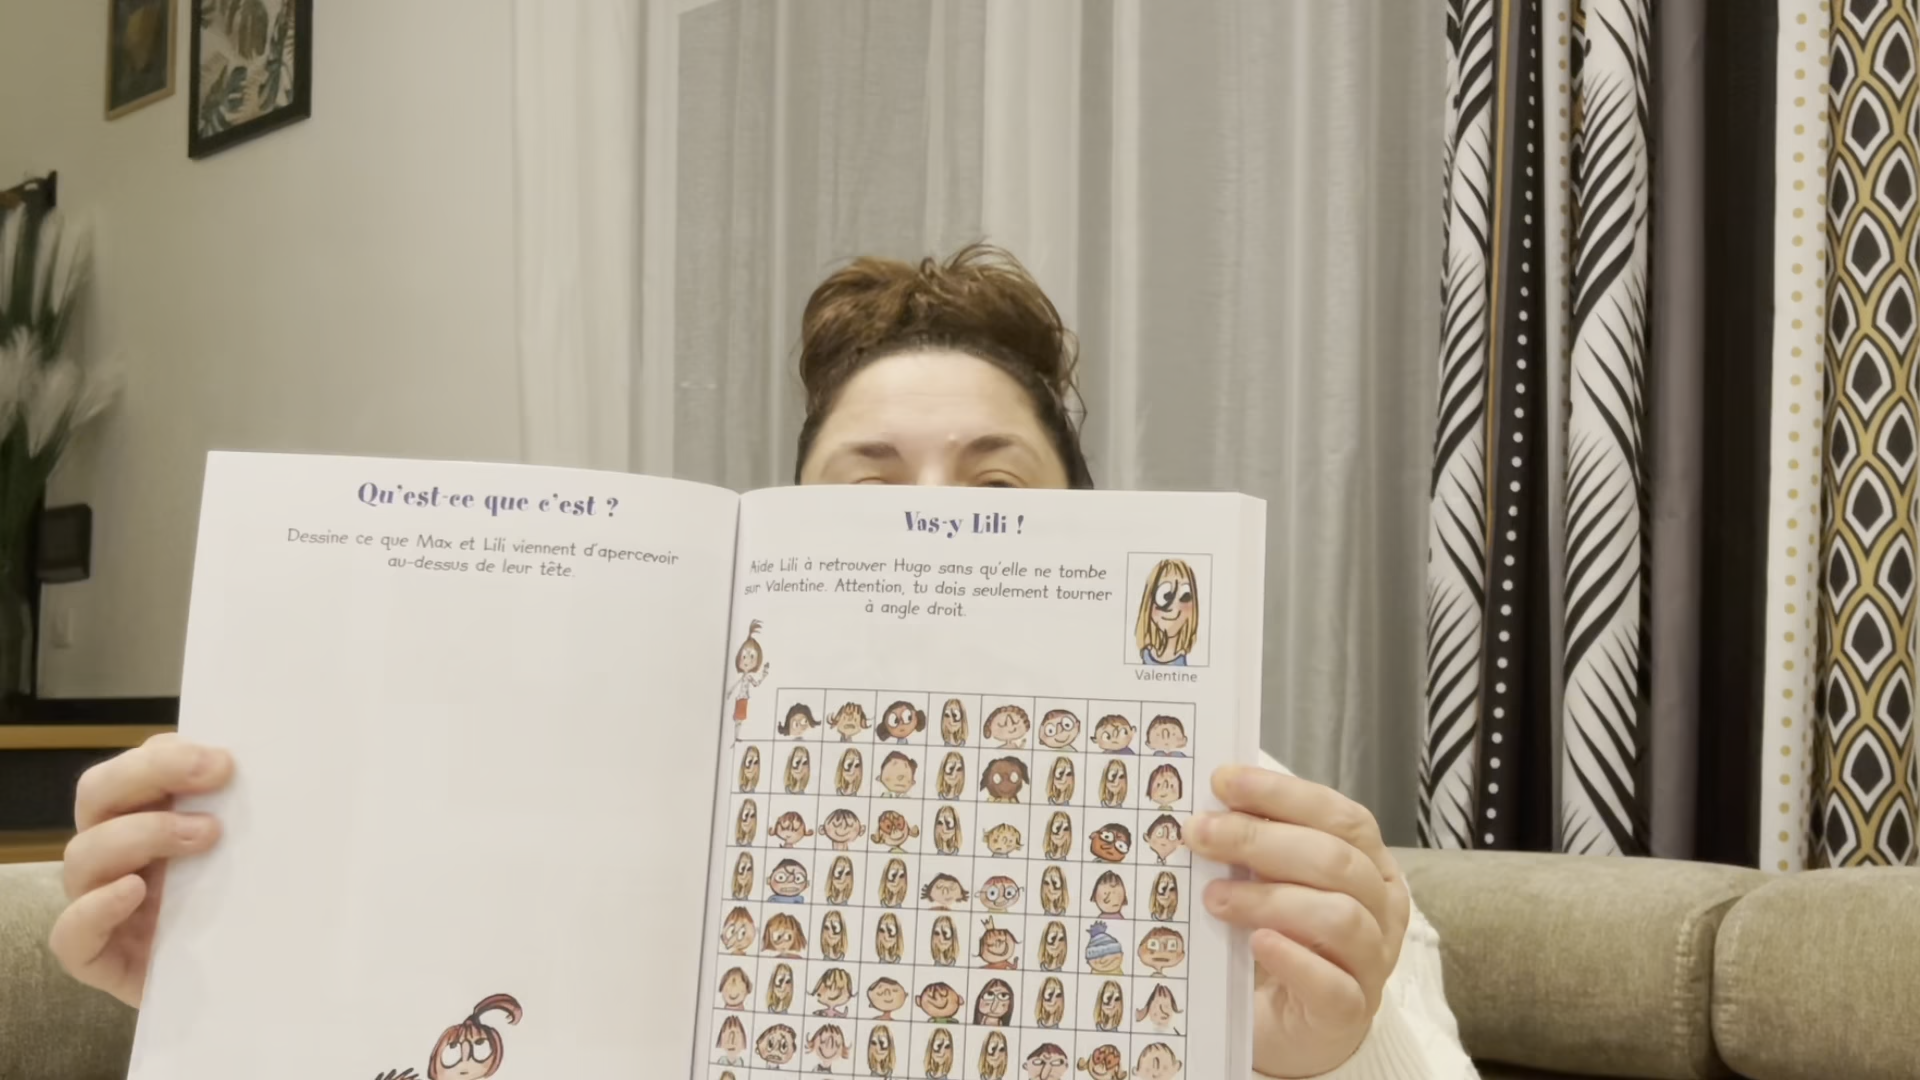 Qu'est-ce que c'est ?
Dessine ce que Max et Lili viennent d'apercevoir
au-dessus de leur tête.
Vas-y Lili !
Aide Lili à retrouver Hugo sans qu'elle ne tombe
sur Valentine. Attention, tu dois seulement tourner
à angle droit.
Valentine